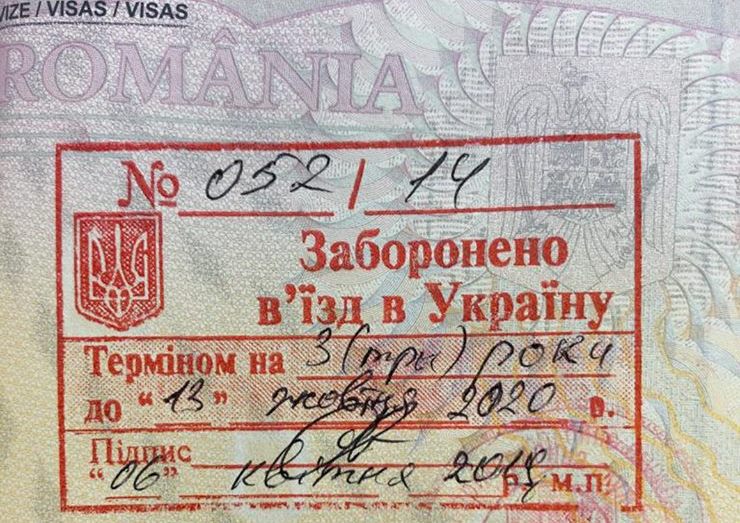 VIZE / VISAS / VISAS
ROMÂNIA
№ 052 / 14
Заборонено
в'їзд в Україну
Терміном на 3 (три) роки
до "13" жовтня 2020 р.
Підпис
"06" квітня 2019 р. м.п.